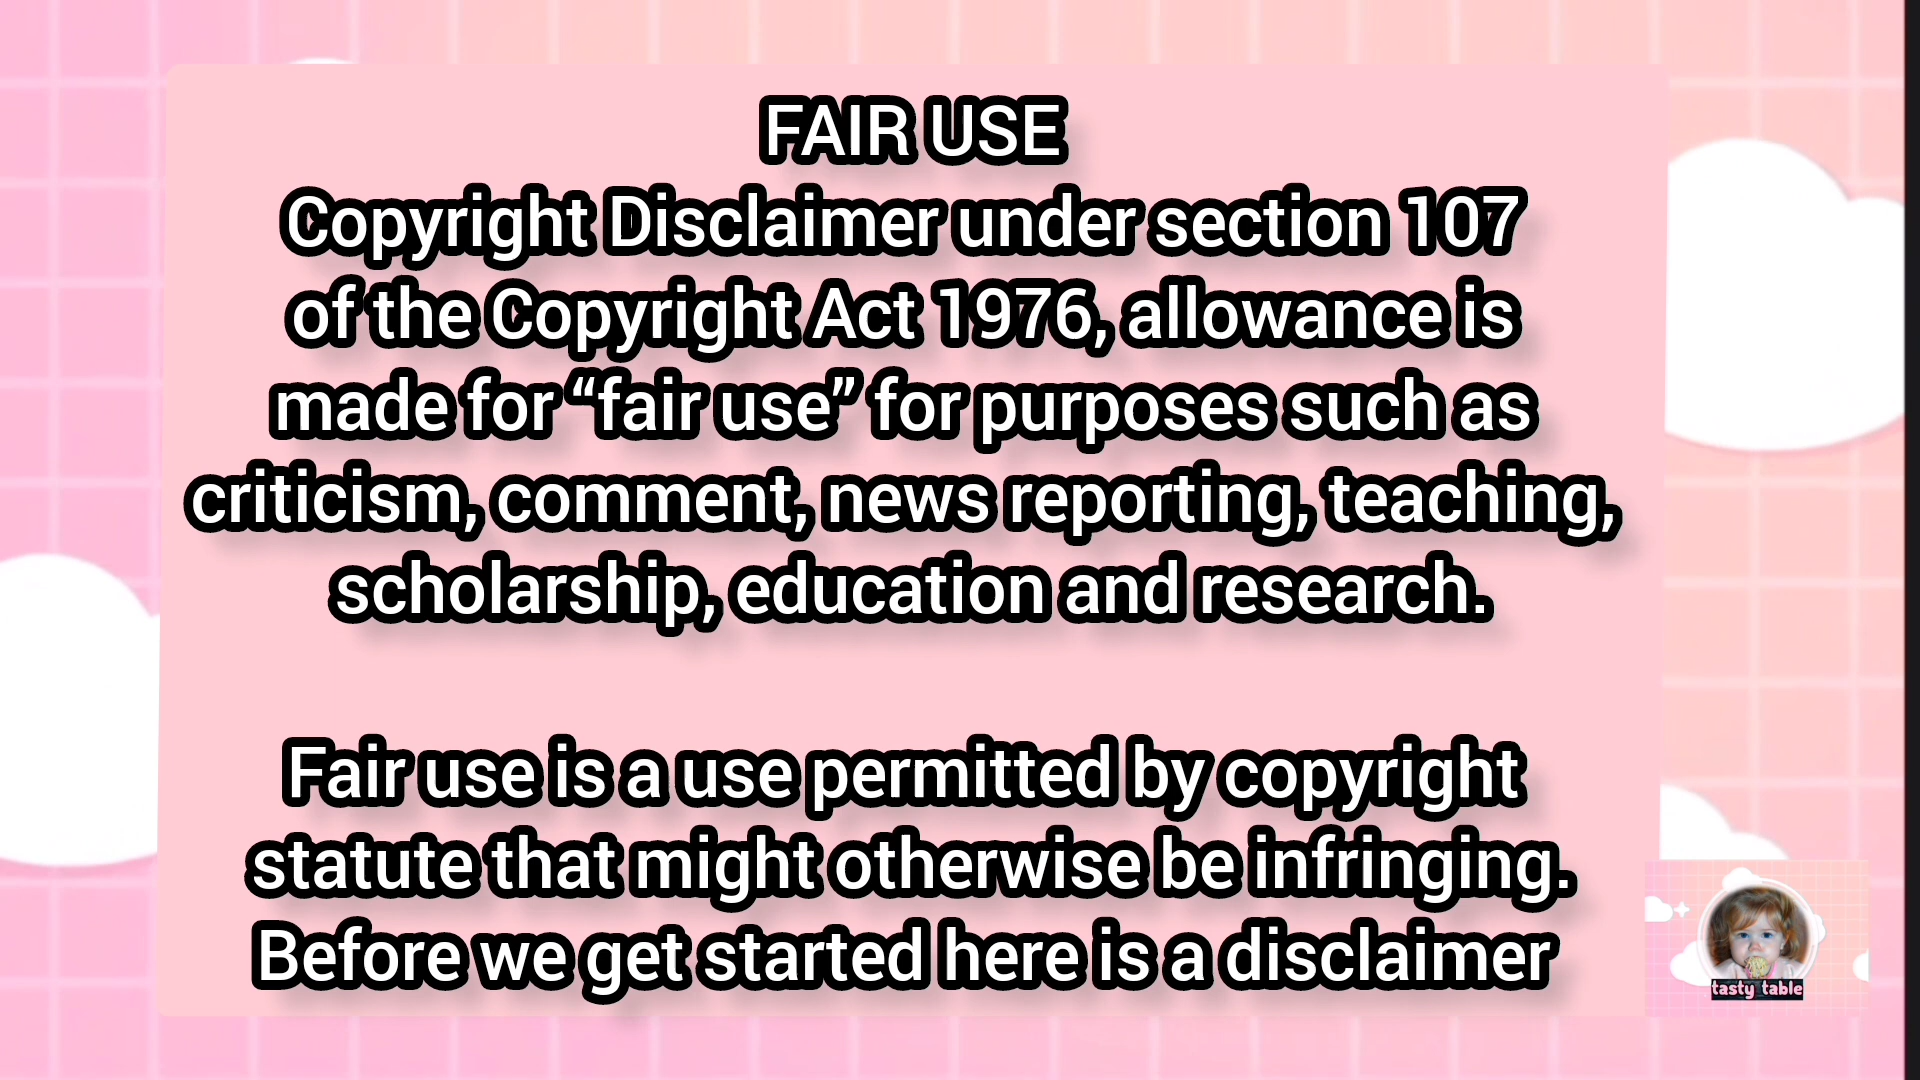 FAIR USE
Copyright Disclaimer under section 107
of the Copyright Act 1976, allowance is
made for “fair use” for purposes such as
criticism, comment, news reporting, teaching,
scholarship, education and research.
Fair use is a use permitted by copyright
statute that might otherwise be infringing.
Before we get started here is a disclaimer
tasty table